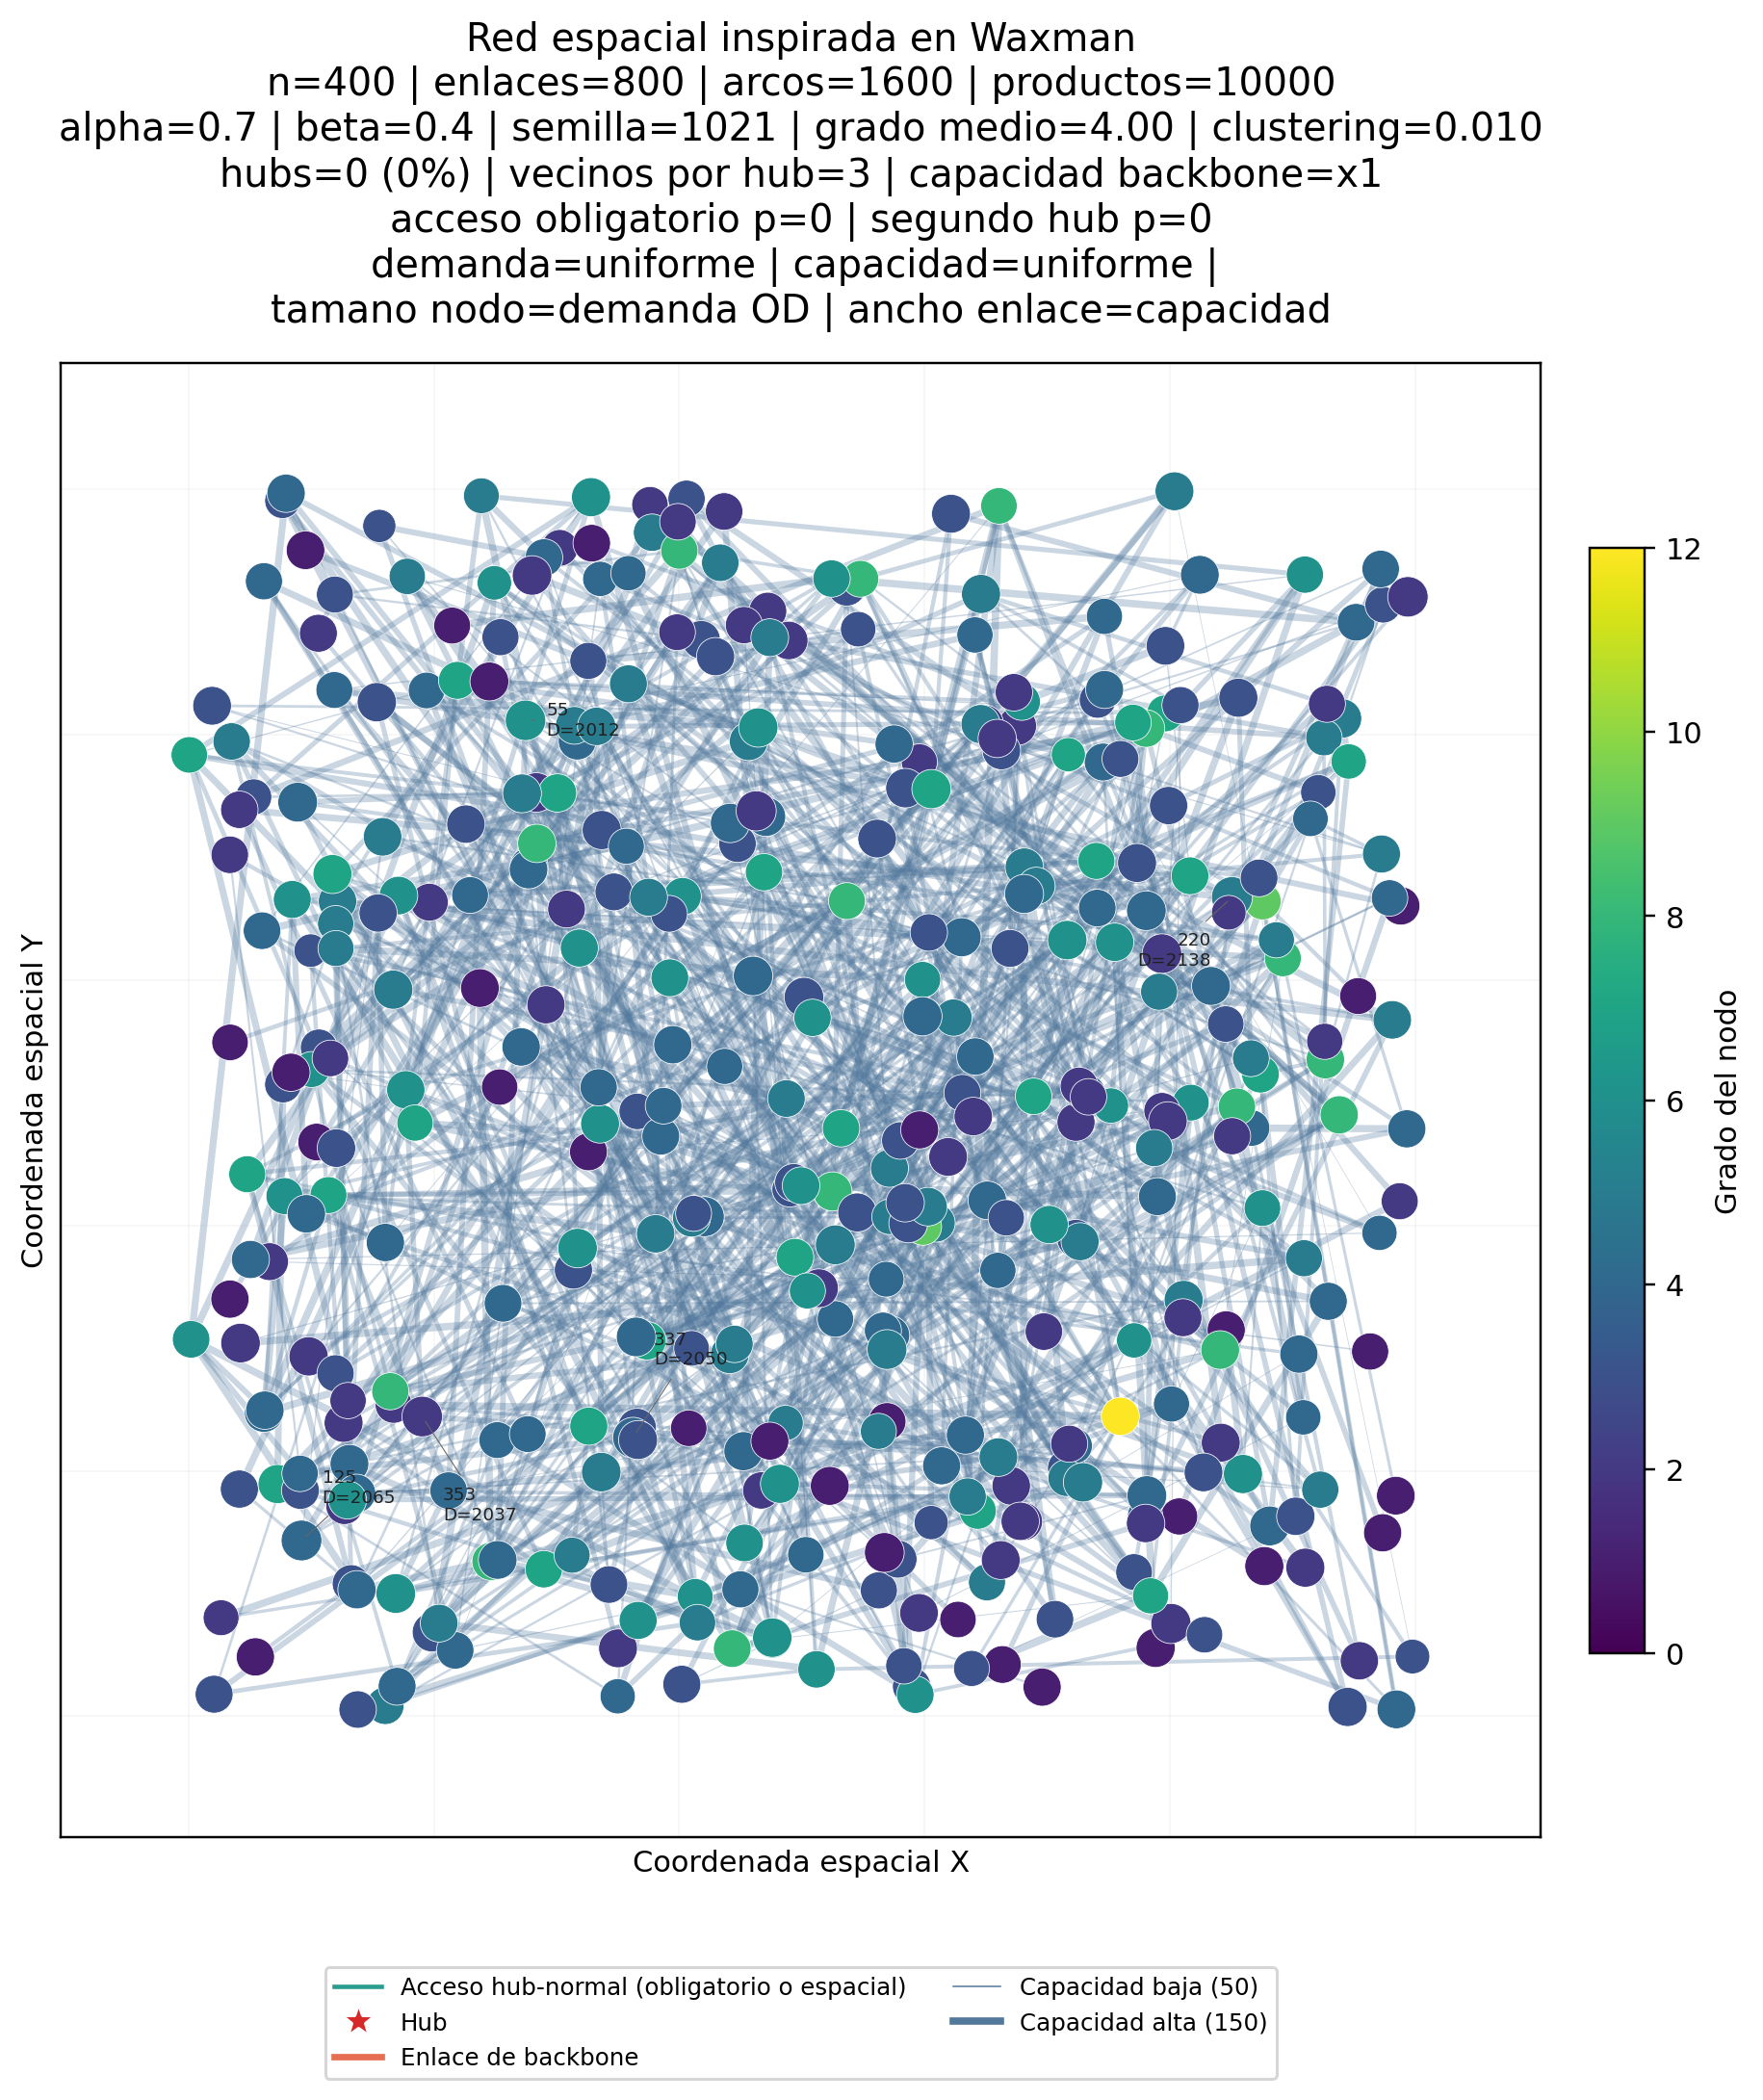 Red espacial inspirada en Waxman
n=400 | enlaces=800 | arcos=1600 | productos=10000
alpha=0.7 | beta=0.4 | semilla=1021 | grado medio=4.00 | clustering=0.010
hubs=0 (0%) | vecinos por hub=3 | capacidad backbone=x1
acceso obligatorio p=0 | segundo hub p=0
demanda=uniforme | capacidad=uniforme |
tamano nodo=demanda OD | ancho enlace=capacidad
55
D=2012
220
D=2138
337
D=2050
125
D=2065
353
D=2037
Coordenada espacial Y
Coordenada espacial X
12
10
8
6
4
2
0
Grado del nodo
Acceso hub-normal (obligatorio o espacial)
Hub
Enlace de backbone
Capacidad baja (50)
Capacidad alta (150)